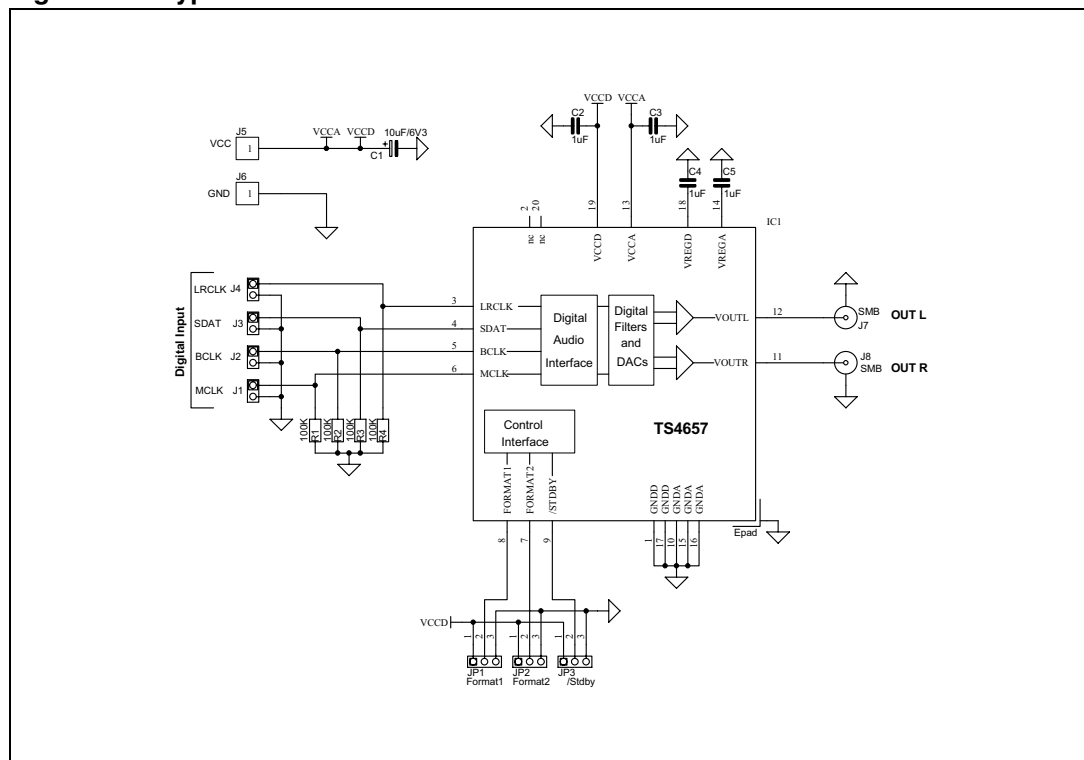 VCCD VCCA
C2 C3
1uF 1uF
J5
VCC 1
VCCA VCCD
10uF/6V3
+
C1
C4 C5
1uF 1uF
J6
GND 1
2 20 19 13 18 14
IC1
nc nc VCCD VCCA VREGD VREGA
Digital Input
LRCLK J4
SDAT J3
BCLK J2
MCLK J1
3 LRCLK
4 SDAT
5 BCLK
6 MCLK
Digital
Audio
Interface
Digital
Filters
and
DACs
VOUTL 12
VOUTR 11
SMB
J7
OUT L
J8
SMB
OUT R
100K R1
100K R2
100K R3
100K R4
Control
Interface
TS4657
FORMAT1 FORMAT2 /STDBY
GNDD GNDD GNDA GNDA GNDA
Epad
8 7 9
1 17 10 15 16
VCCD
1 2 3 1 2 3 1 2 3
JP1 JP2 JP3
Format1 Format2 /Stdby